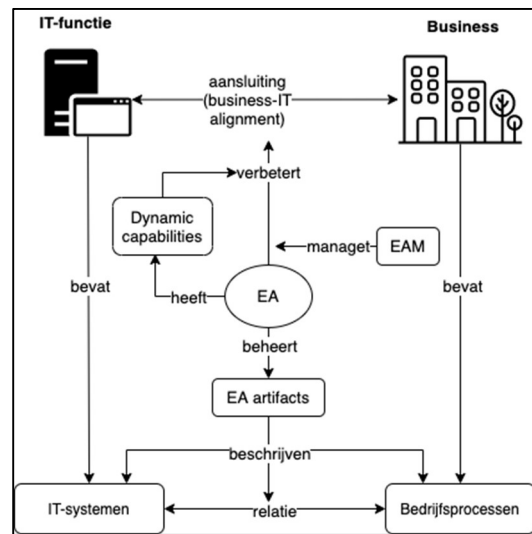 IT-functie
Business
aansluiting
(business-IT
alignment)
verbetert
Dynamic
capabilities
managet
EAM
bevat
heeft
EA
bevat
beheert
EA artifacts
beschrijven
IT-systemen
relatie
Bedrijfsprocessen